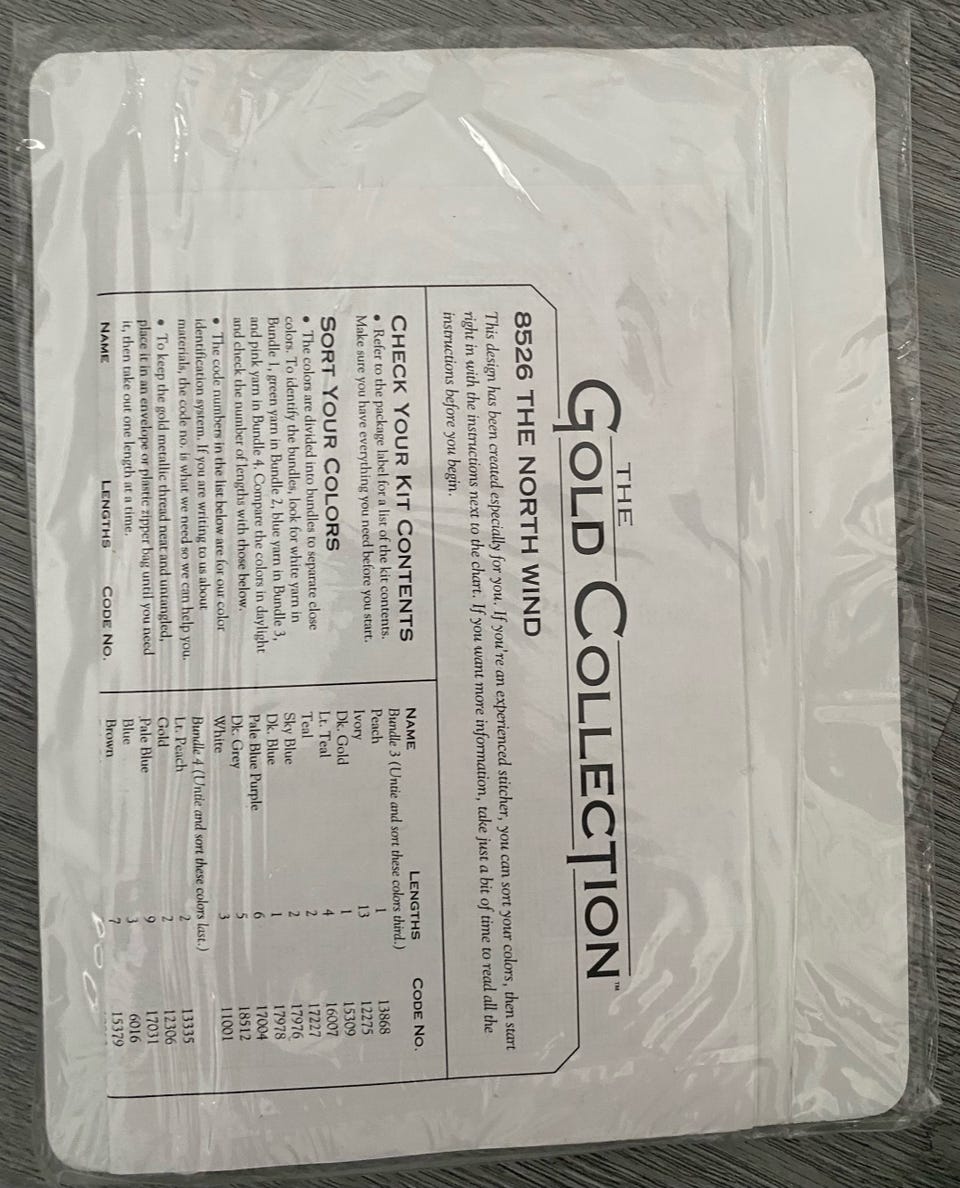 THE
GOLD COLLECTION™
8526 THE NORTH WIND
This design has been created especially for you. If you're an experienced stitcher, you can sort your colors, then start
right in with the instructions next to the chart. If you want more information, take just a bit of time to read all the
instructions before you begin.
CHECK YOUR KIT CONTENTS
• Refer to the package label for a list of the kit contents.
Make sure you have everything you need before you start.
SORT YOUR COLORS
• The colors are divided into bundles to separate close
colors. To identify the bundles, look for white yarn in
Bundle 1, green yarn in Bundle 2, blue yarn in Bundle 3,
and pink yarn in Bundle 4. Compare the colors in daylight
and check the number of lengths with those below.
• The code numbers in the list below are for our color
identification system. If you are writing to us about
materials, the code no. is what we need so we can help you.
• To keep the gold metallic thread neat and untangled,
place it in an envelope or plastic zipper bag until you need
it, then take out one length at a time.
NAME LENGTHS CODE NO.
NAME LENGTHS CODE NO.
Bundle 3 (Untie and sort these colors third.)
Peach 1 13868
Ivory 13 12275
Dk. Gold 1 15309
Lt. Teal 4 16007
Teal 2 17227
Sky Blue 2 17976
Dk. Blue 1 17978
Pale Blue Purple 6 17004
Dk. Grey 5 18512
White 3 11001
Bundle 4 (Untie and sort these colors last.)
Lt. Peach 2 13335
Gold 2 12306
Pale Blue 9 17031
Blue 3 6016
Brown 7 15379